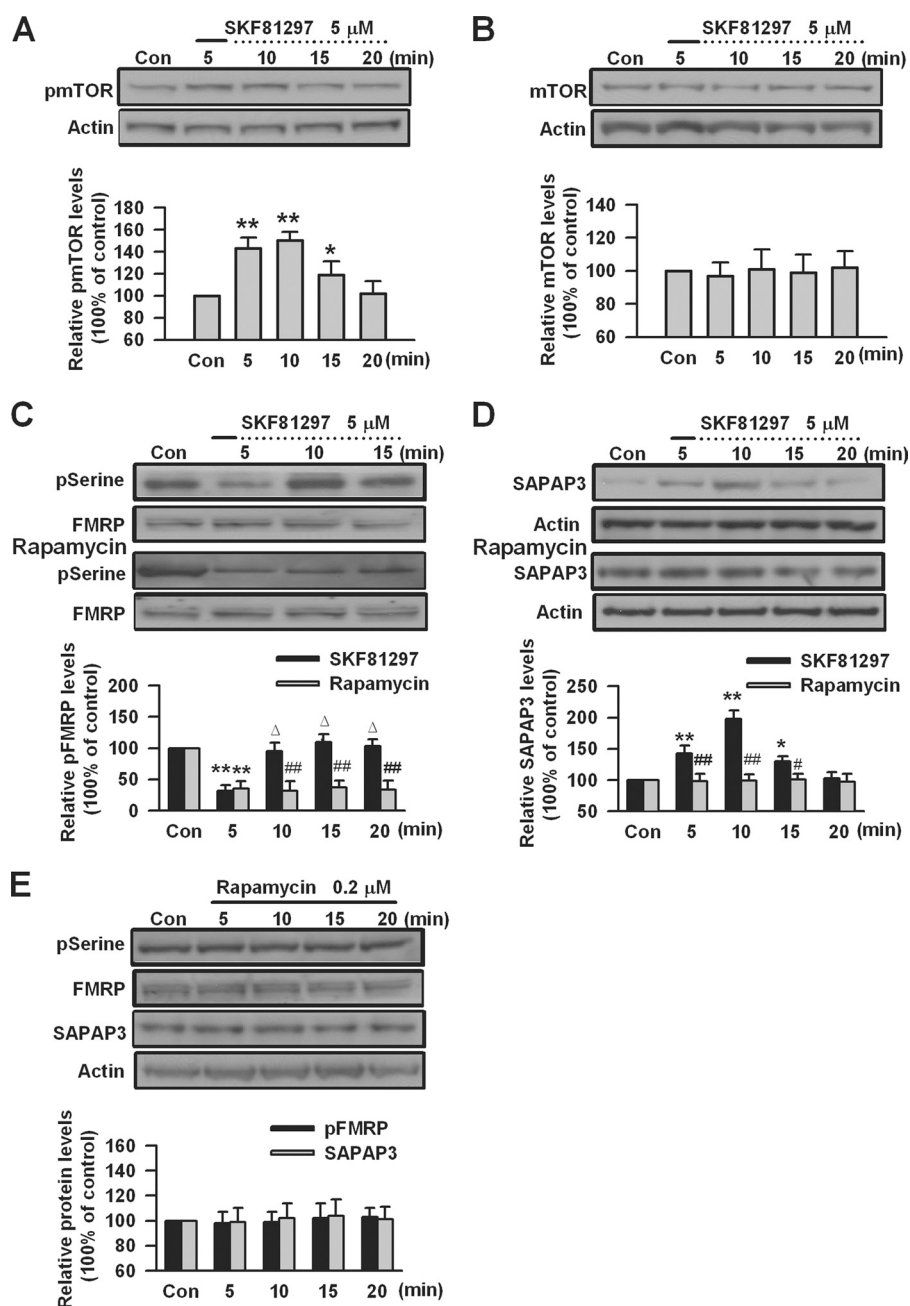 A
SKF81297 5 μM
Con 5 10 15 20 (min)
pmTOR
Actin
Relative pmTOR levels
(100% of control)
180
160
140
120
100
80
60
** ** *
Con 5 10 15 20 (min)
B
SKF81297 5 μM
Con 5 10 15 20 (min)
mTOR
Actin
Relative mTOR levels
(100% of control)
140
120
100
80
60
Con 5 10 15 20 (min)
C
SKF81297 5 μM
Con 5 10 15 (min)
pSerine
FMRP
Rapamycin
pSerine
FMRP
SKF81297
Rapamycin
Relative pFMRP levels
(100% of control)
200
150
100
50
0
** ** Δ ## Δ ## Δ ##
Con 5 10 15 20 (min)
D
SKF81297 5 μM
Con 5 10 15 20 (min)
SAPAP3
Actin
Rapamycin
SAPAP3
Actin
SKF81297
Rapamycin
Relative SAPAP3 levels
(100% of control)
250
200
150
100
50
** ## ** ## * #
Con 5 10 15 20 (min)
E
Rapamycin 0.2 μM
Con 5 10 15 20 (min)
pSerine
FMRP
SAPAP3
Actin
pFMRP
SAPAP3
Relative protein levels
(100% of control)
160
140
120
100
80
60
Con 5 10 15 20 (min)